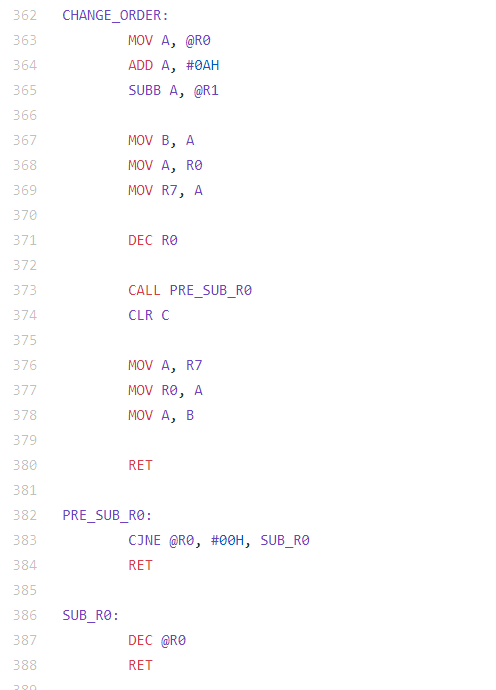 362 CHANGE_ORDER:
363 MOV A, @R0
364 ADD A, #0AH
365 SUBB A, @R1
366
367 MOV B, A
368 MOV A, R0
369 MOV R7, A
370
371 DEC R0
372
373 CALL PRE_SUB_R0
374 CLR C
375
376 MOV A, R7
377 MOV R0, A
378 MOV A, B
379
380 RET
381
382 PRE_SUB_R0:
383 CJNE @R0, #00H, SUB_R0
384 RET
385
386 SUB_R0:
387 DEC @R0
388 RET
389